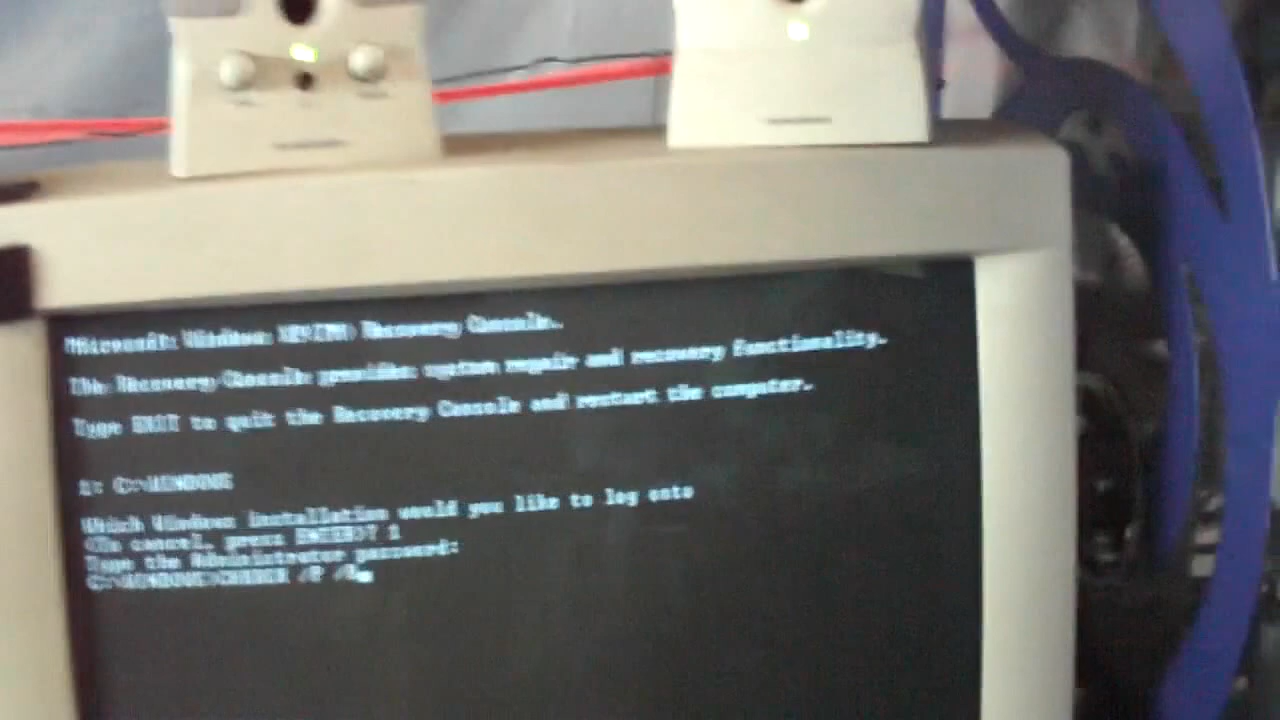 Microsoft Windows XP(TM) Recovery Console.
The Recovery Console provides system repair and recovery functionality.
Type EXIT to quit the Recovery Console and restart the computer.
1: C:\WINDOWS
Which Windows installation would you like to log onto
(To cancel, press ENTER)? 1
Type the Administrator password:
C:\WINDOWS>CHKDSK /P /R